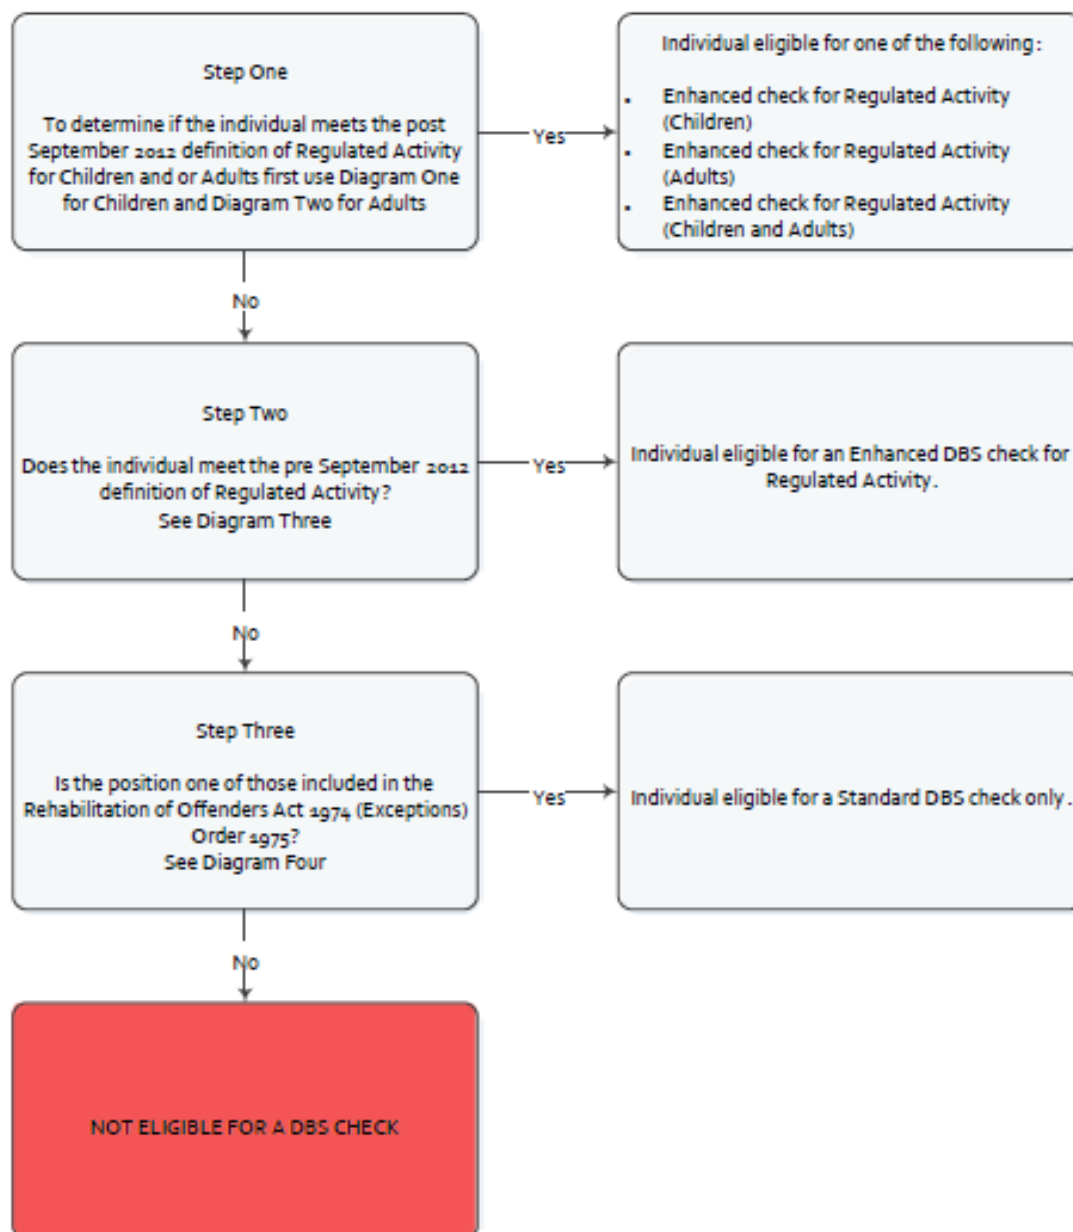 Step One
To determine if the individual meets the post
September 2012 definition of Regulated Activity
for Children and or Adults first use Diagram One
for Children and Diagram Two for Adults
Yes
Individual eligible for one of the following:
• Enhanced check for Regulated Activity
(Children)
• Enhanced check for Regulated Activity
(Adults)
• Enhanced check for Regulated Activity
(Children and Adults)
No
Step Two
Does the individual meet the pre September 2012
definition of Regulated Activity?
See Diagram Three
Yes
Individual eligible for an Enhanced DBS check for
Regulated Activity.
No
Step Three
Is the position one of those included in the
Rehabilitation of Offenders Act 1974 (Exceptions)
Order 1975?
See Diagram Four
Yes
Individual eligible for a Standard DBS check only.
No
NOT ELIGIBLE FOR A DBS CHECK